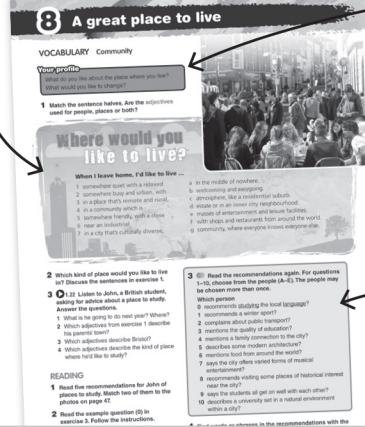 8 A great place to live
VOCABULARY Community
Your profile
What do you like about the place where you live?
What would you like to change?
1 Match the sentence halves. Are the adjectives
used for people, places or both?
Where would you
like to live?
When I leave home, I'd like to live ...
1 somewhere quiet with a relaxed
2 somewhere busy and urban, with
3 in a place that's remote and rural,
4 in a community which is
5 somewhere friendly, with a close
6 near an industrial
7 in a city that's culturally diverse,
a in the middle of nowhere.
b welcoming and easygoing.
c atmosphere, like a residential suburb.
d estate or in an inner city neighbourhood.
e masses of entertainment and leisure facilities.
f with shops and restaurants from around the world.
g community, where everyone knows everyone else.
2 Which kind of place would you like to live
in? Discuss the sentences in exercise 1.
3 1.22 Listen to John, a British student,
asking for advice about a place to study.
Answer the questions.
1 What is he going to do next year? Where?
2 Which adjectives from exercise 1 describe
his parents' town?
3 Which adjectives describe Bristol?
4 Which adjectives describe the kind of place
where he'd like to study?
READING
1 Read five recommendations for John of
places to study. Match two of them to the
photos on page 47.
2 Read the example question (0) in
exercise 3. Follow the instructions.
3 Read the recommendations again. For questions
1–10, choose from the people (A–E). The people may
be chosen more than once.
Which person
0 recommends studying the local language?
1 recommends a winter sport?
2 complains about public transport?
3 mentions the quality of education?
4 mentions a family connection to the city?
5 describes some modern architecture?
6 mentions food from around the world?
7 says the city offers varied forms of musical
entertainment?
8 recommends visiting some places of historical interest
near the city?
9 says the students all get on well with each other?
10 describes a university set in a natural environment
within a city?
words or phrases in the recommendations with the